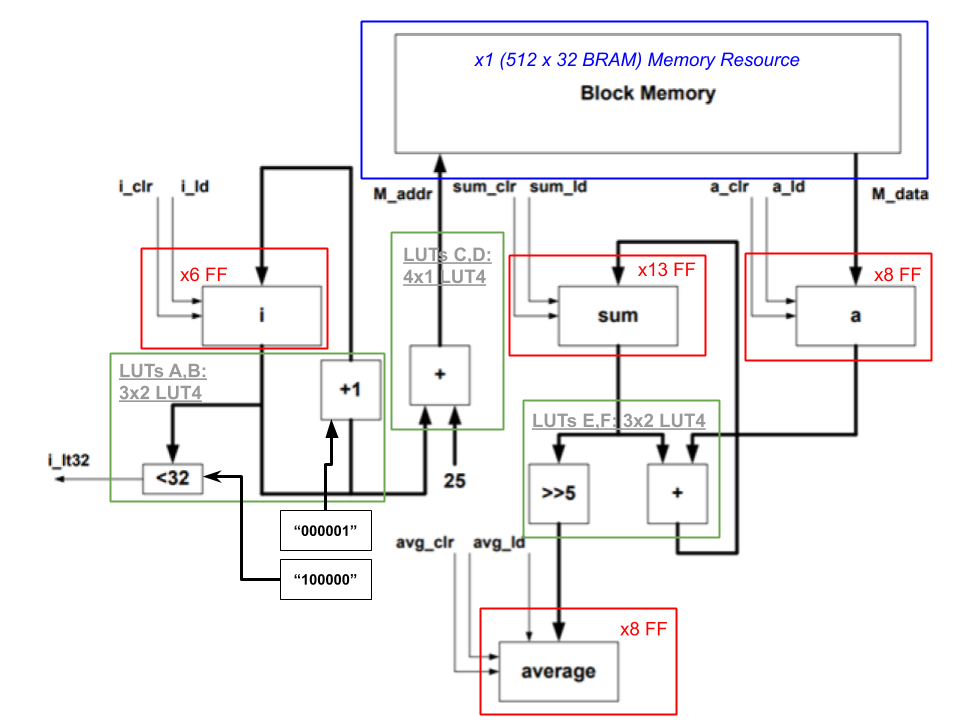 x1 (512 x 32 BRAM) Memory Resource
Block Memory
i_clr i_ld
M_addr
sum_clr sum_ld
a_clr a_ld
M_data
x6 FF
i
LUTs C,D:
4x1 LUT4
+
x13 FF
sum
x8 FF
a
LUTs A,B:
3x2 LUT4
+1
<32
i_lt32
25
LUTs E,F: 3x2 LUT4
>>5
+
“000001”
“100000”
avg_clr avg_ld
x8 FF
average